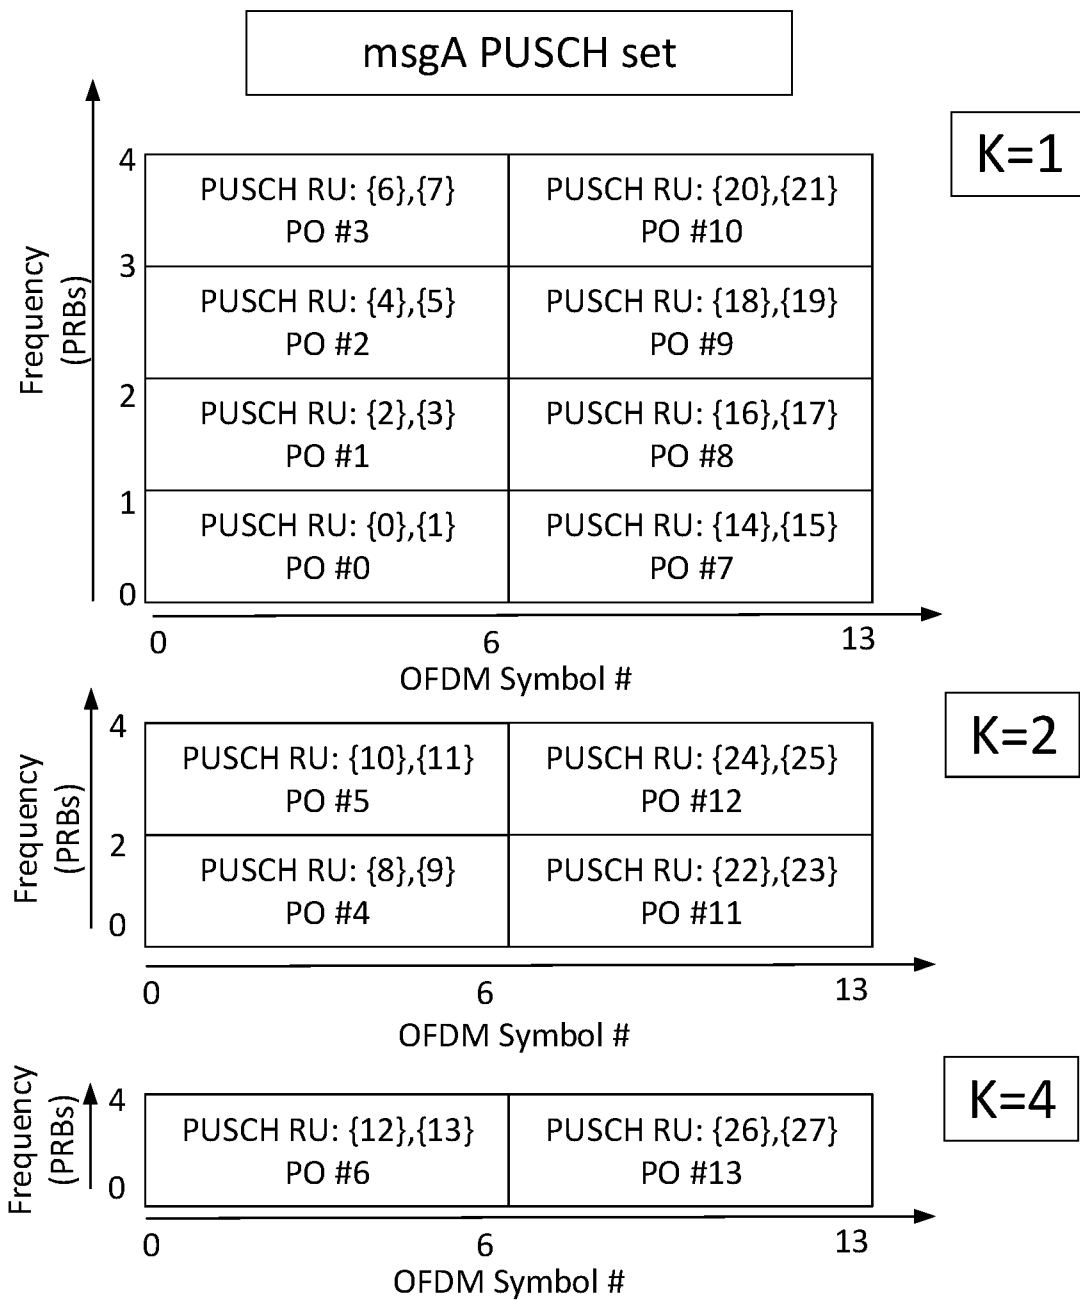 msgA PUSCH set
K=1
Frequency
(PRBs)
4
PUSCH RU: {6},{7}
PO #3
PUSCH RU: {20},{21}
PO #10
3
PUSCH RU: {4},{5}
PO #2
PUSCH RU: {18},{19}
PO #9
2
PUSCH RU: {2},{3}
PO #1
PUSCH RU: {16},{17}
PO #8
1
PUSCH RU: {0},{1}
PO #0
PUSCH RU: {14},{15}
PO #7
0
0 6 13
OFDM Symbol #
K=2
Frequency
(PRBs)
4
PUSCH RU: {10},{11}
PO #5
PUSCH RU: {24},{25}
PO #12
2
PUSCH RU: {8},{9}
PO #4
PUSCH RU: {22},{23}
PO #11
0
0 6 13
OFDM Symbol #
K=4
Frequency
(PRBs)
4
PUSCH RU: {12},{13}
PO #6
PUSCH RU: {26},{27}
PO #13
0
0 6 13
OFDM Symbol #